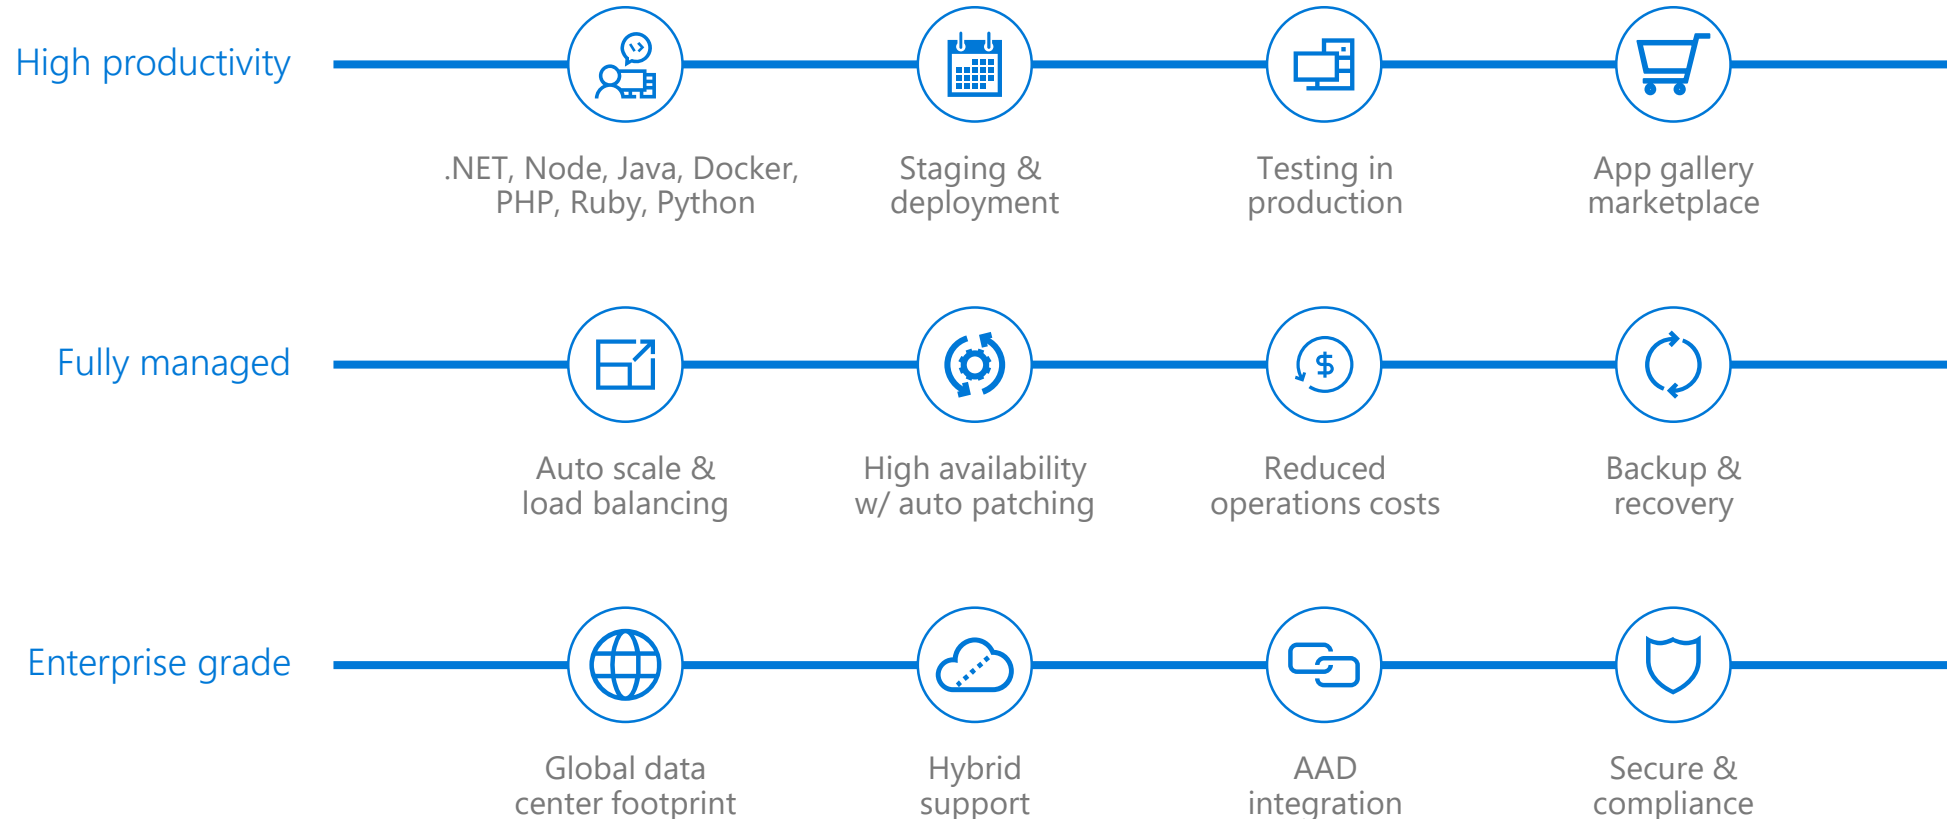 High productivity
.NET, Node, Java, Docker,
PHP, Ruby, Python
Staging &
deployment
Testing in
production
App gallery
marketplace
Fully managed
Auto scale &
load balancing
High availability
w/ auto patching
$
Reduced
operations costs
Backup &
recovery
Enterprise grade
Global data
center footprint
Hybrid
support
AAD
integration
Secure &
compliance